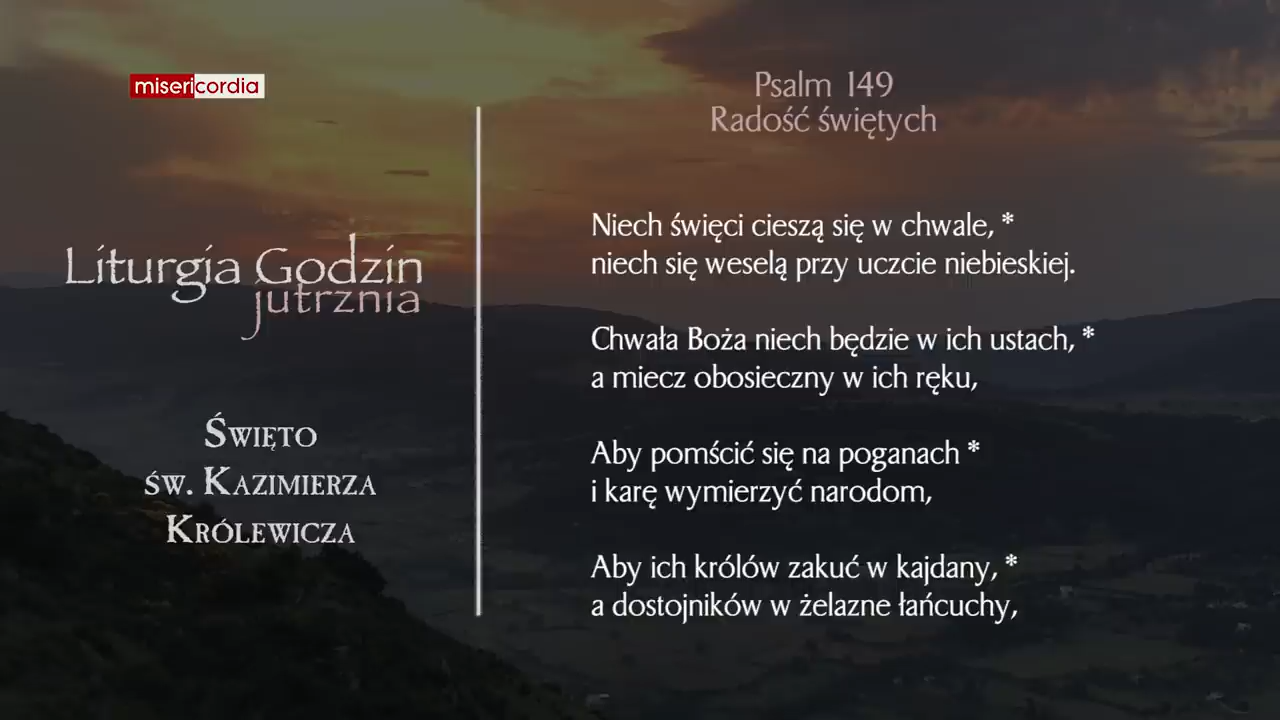 misericordia
Liturgia Godzin
jutrznia
Święto
św. Kazimierza
Królewicza
Psalm 149
Radość świętych
Niech święci cieszą się w chwale, *
niech się weselą przy uczcie niebieskiej.
Chwała Boża niech będzie w ich ustach, *
a miecz obosieczny w ich ręku,
Aby pomścić się na poganach *
i karę wymierzyć narodom,
Aby ich królów zakuć w kajdany, *
a dostojników w żelazne łańcuchy,